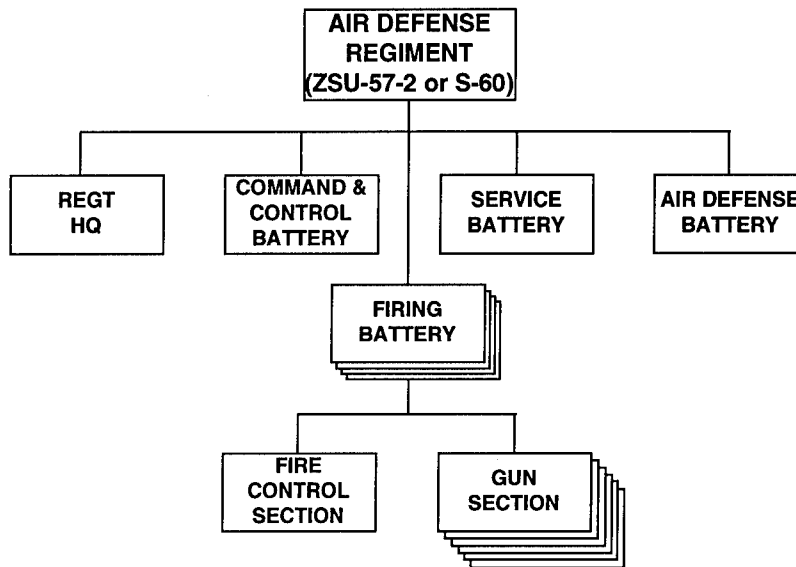 AIR DEFENSE
REGIMENT
(ZSU-57-2 or S-60)
REGT
HQ
COMMAND &
CONTROL
BATTERY
SERVICE
BATTERY
AIR DEFENSE
BATTERY
FIRING
BATTERY
FIRE
CONTROL
SECTION
GUN
SECTION